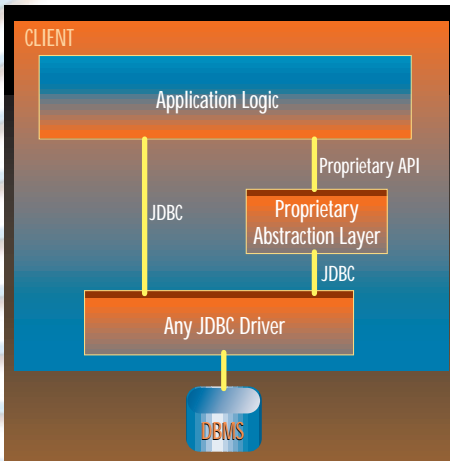 CLIENT
Application Logic
Proprietary API
JDBC
Proprietary
Abstraction Layer
JDBC
Any JDBC Driver
DBMS